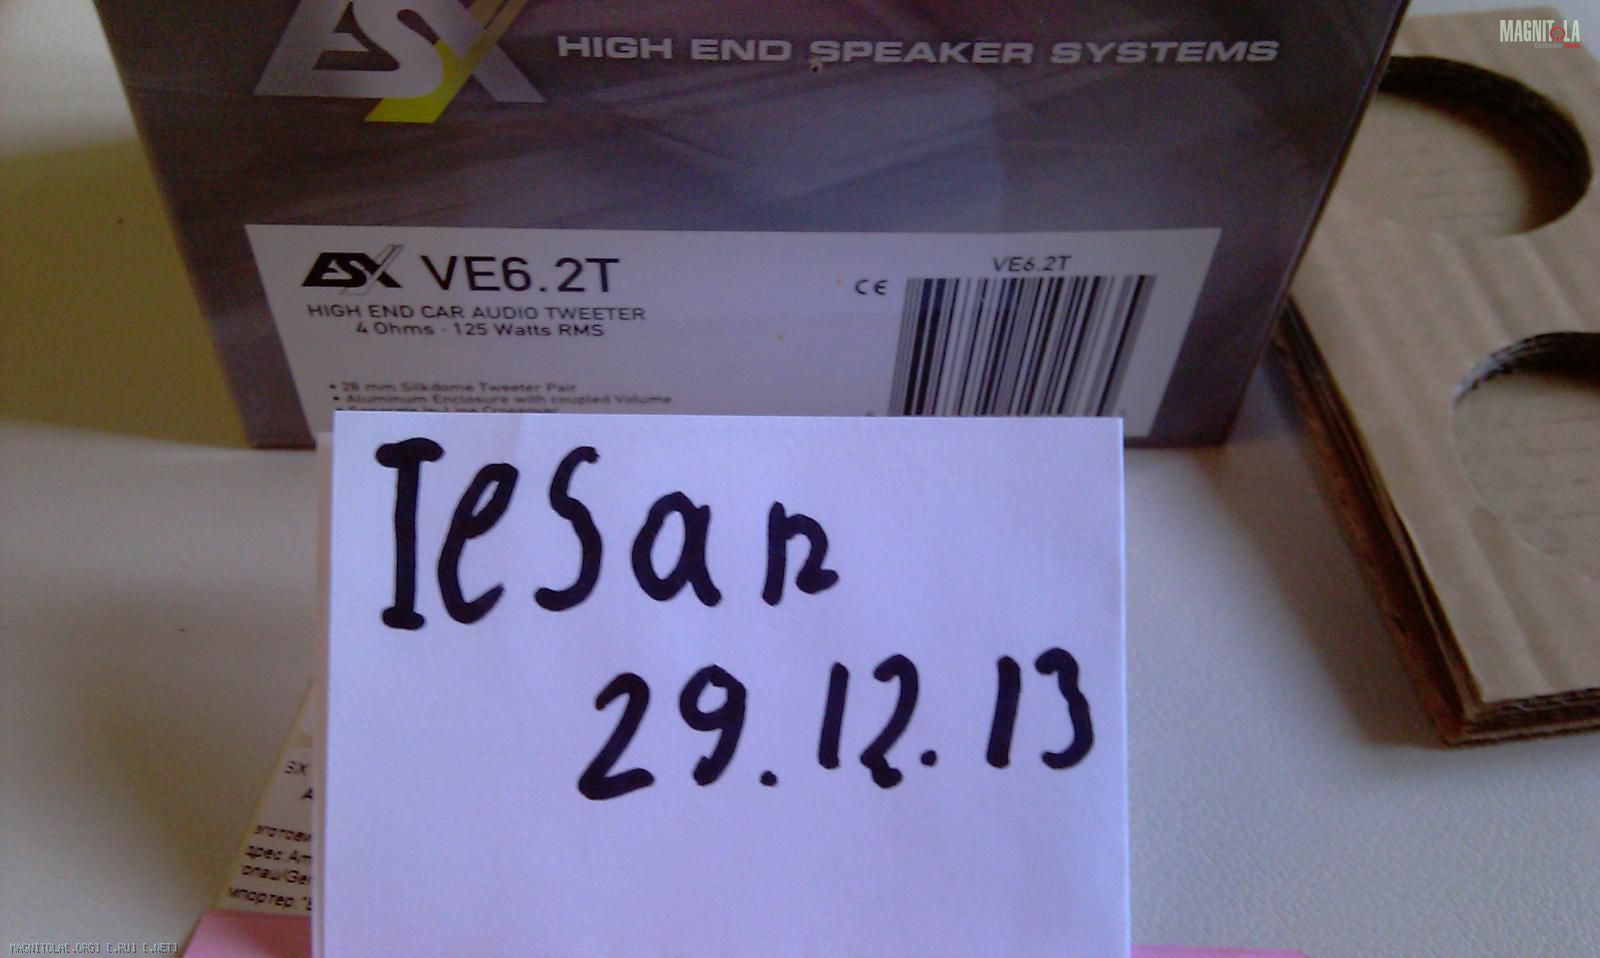 ESX HIGH END SPEAKER SYSTEMS
MAGNITOLA
ESX VE6.2T
HIGH END CAR AUDIO TWEETER
4 Ohms - 125 Watts RMS
CE
VE6.2T
• 28 mm Silkdome Tweeter Pair
• Aluminum Enclosure with coupled Volume
IeSan
29.12.13